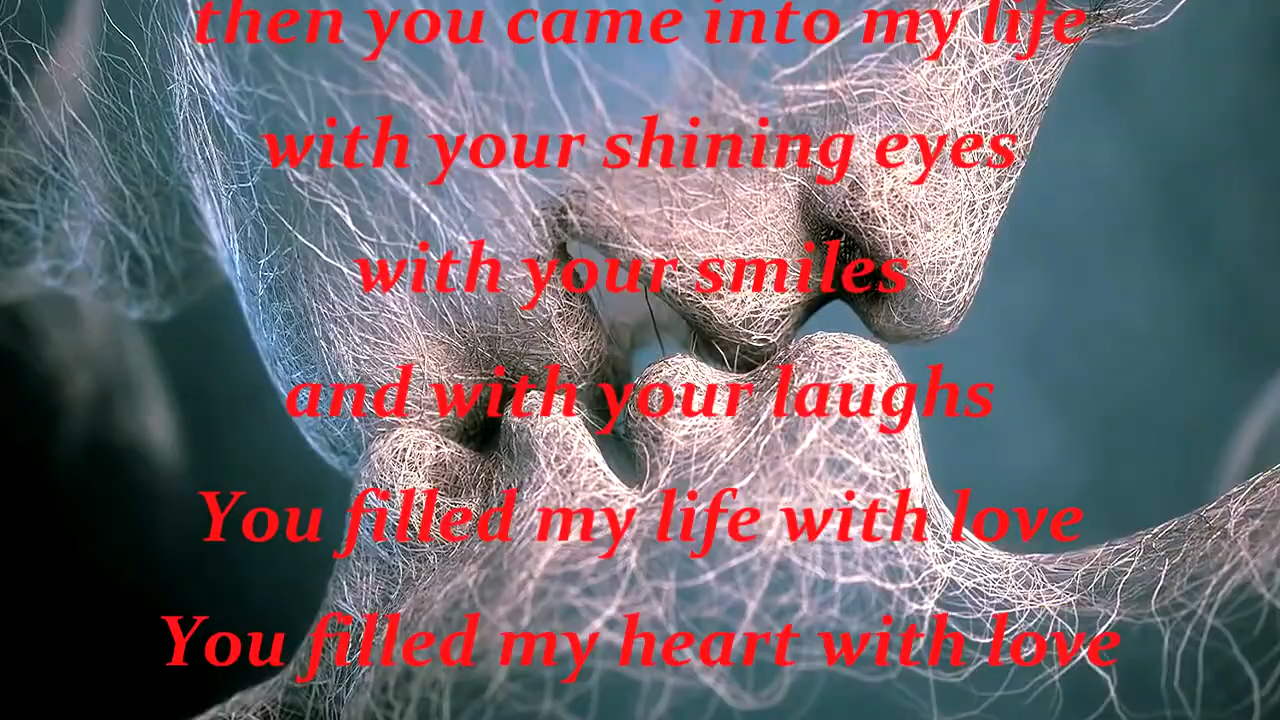 then you came into my life
with your shining eyes
with your smiles
and with your laughs
You filled my life with love
You filled my heart with love